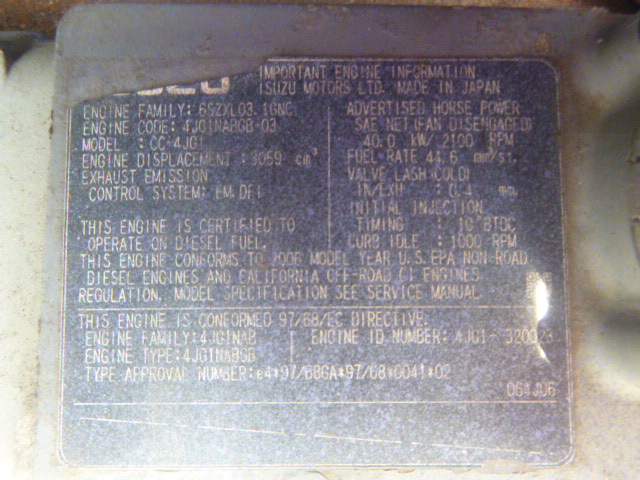 IMPORTANT ENGINE INFORMATION
ISUZU MOTORS LTD. MADE IN JAPAN
ENGINE FAMILY: 6SZXL03.1GNC
ENGINE CODE: 4JG1NABGB-03
MODEL : CC-4JG1
ENGINE DISPLACEMENT: 3059 cm³
EXHAUST EMISSION
CONTROL SYSTEM: EM,DFI
ADVERTISED HORSE POWER
SAE NET(FAN DISENGAGED)
40.0 kW/ 2100 RPM
FUEL RATE 44.6 mm³/st.
VALVE LASH (COLD)
IN/EXH : 0.4 mm
INITIAL INJECTION
TIMING : 10°BTDC
CURB IDLE : 1000 RPM
THIS ENGINE IS CERTIFIED TO
OPERATE ON DIESEL FUEL.
THIS ENGINE CONFORMS TO 2006 MODEL YEAR U.S.EPA NON-ROAD
DIESEL ENGINES AND CALIFORNIA OFF-ROAD CI ENGINES
REGULATION. MODEL SPECIFICATION SEE SERVICE MANUAL
THIS ENGINE IS CONFORMED 97/68/EC DIRECTIVE.
ENGINE FAMILY:4JG1NAB
ENGINE ID NUMBER: 4JG1-
ENGINE TYPE:4JG1NABGB
TYPE APPROVAL NUMBER:e4*97/68GA*97/68*0041*02
064JU6